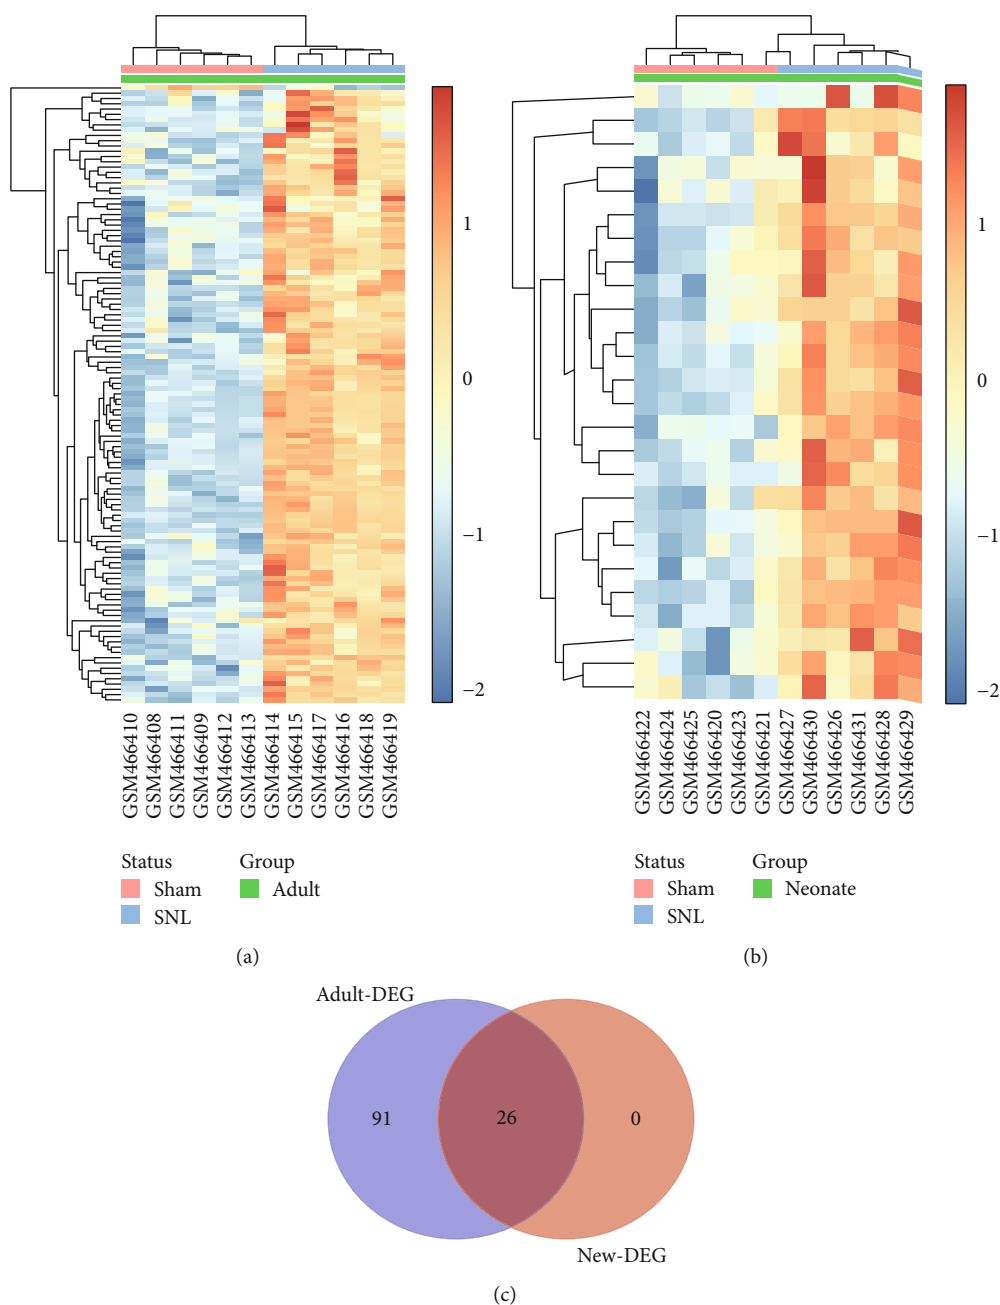 1
0
−1
−2
GSM466410
GSM466408
GSM466411
GSM466409
GSM466412
GSM466413
GSM466414
GSM466415
GSM466417
GSM466416
GSM466418
GSM466419
Status
Group
Sham
Adult
SNL
(a)
1
0
−1
−2
GSM466422
GSM466424
GSM466425
GSM466420
GSM466423
GSM466421
GSM466427
GSM466430
GSM466426
GSM466431
GSM466428
GSM466429
Status
Group
Sham
Neonate
SNL
(b)
Adult-DEG
91
26
0
New-DEG
(c)